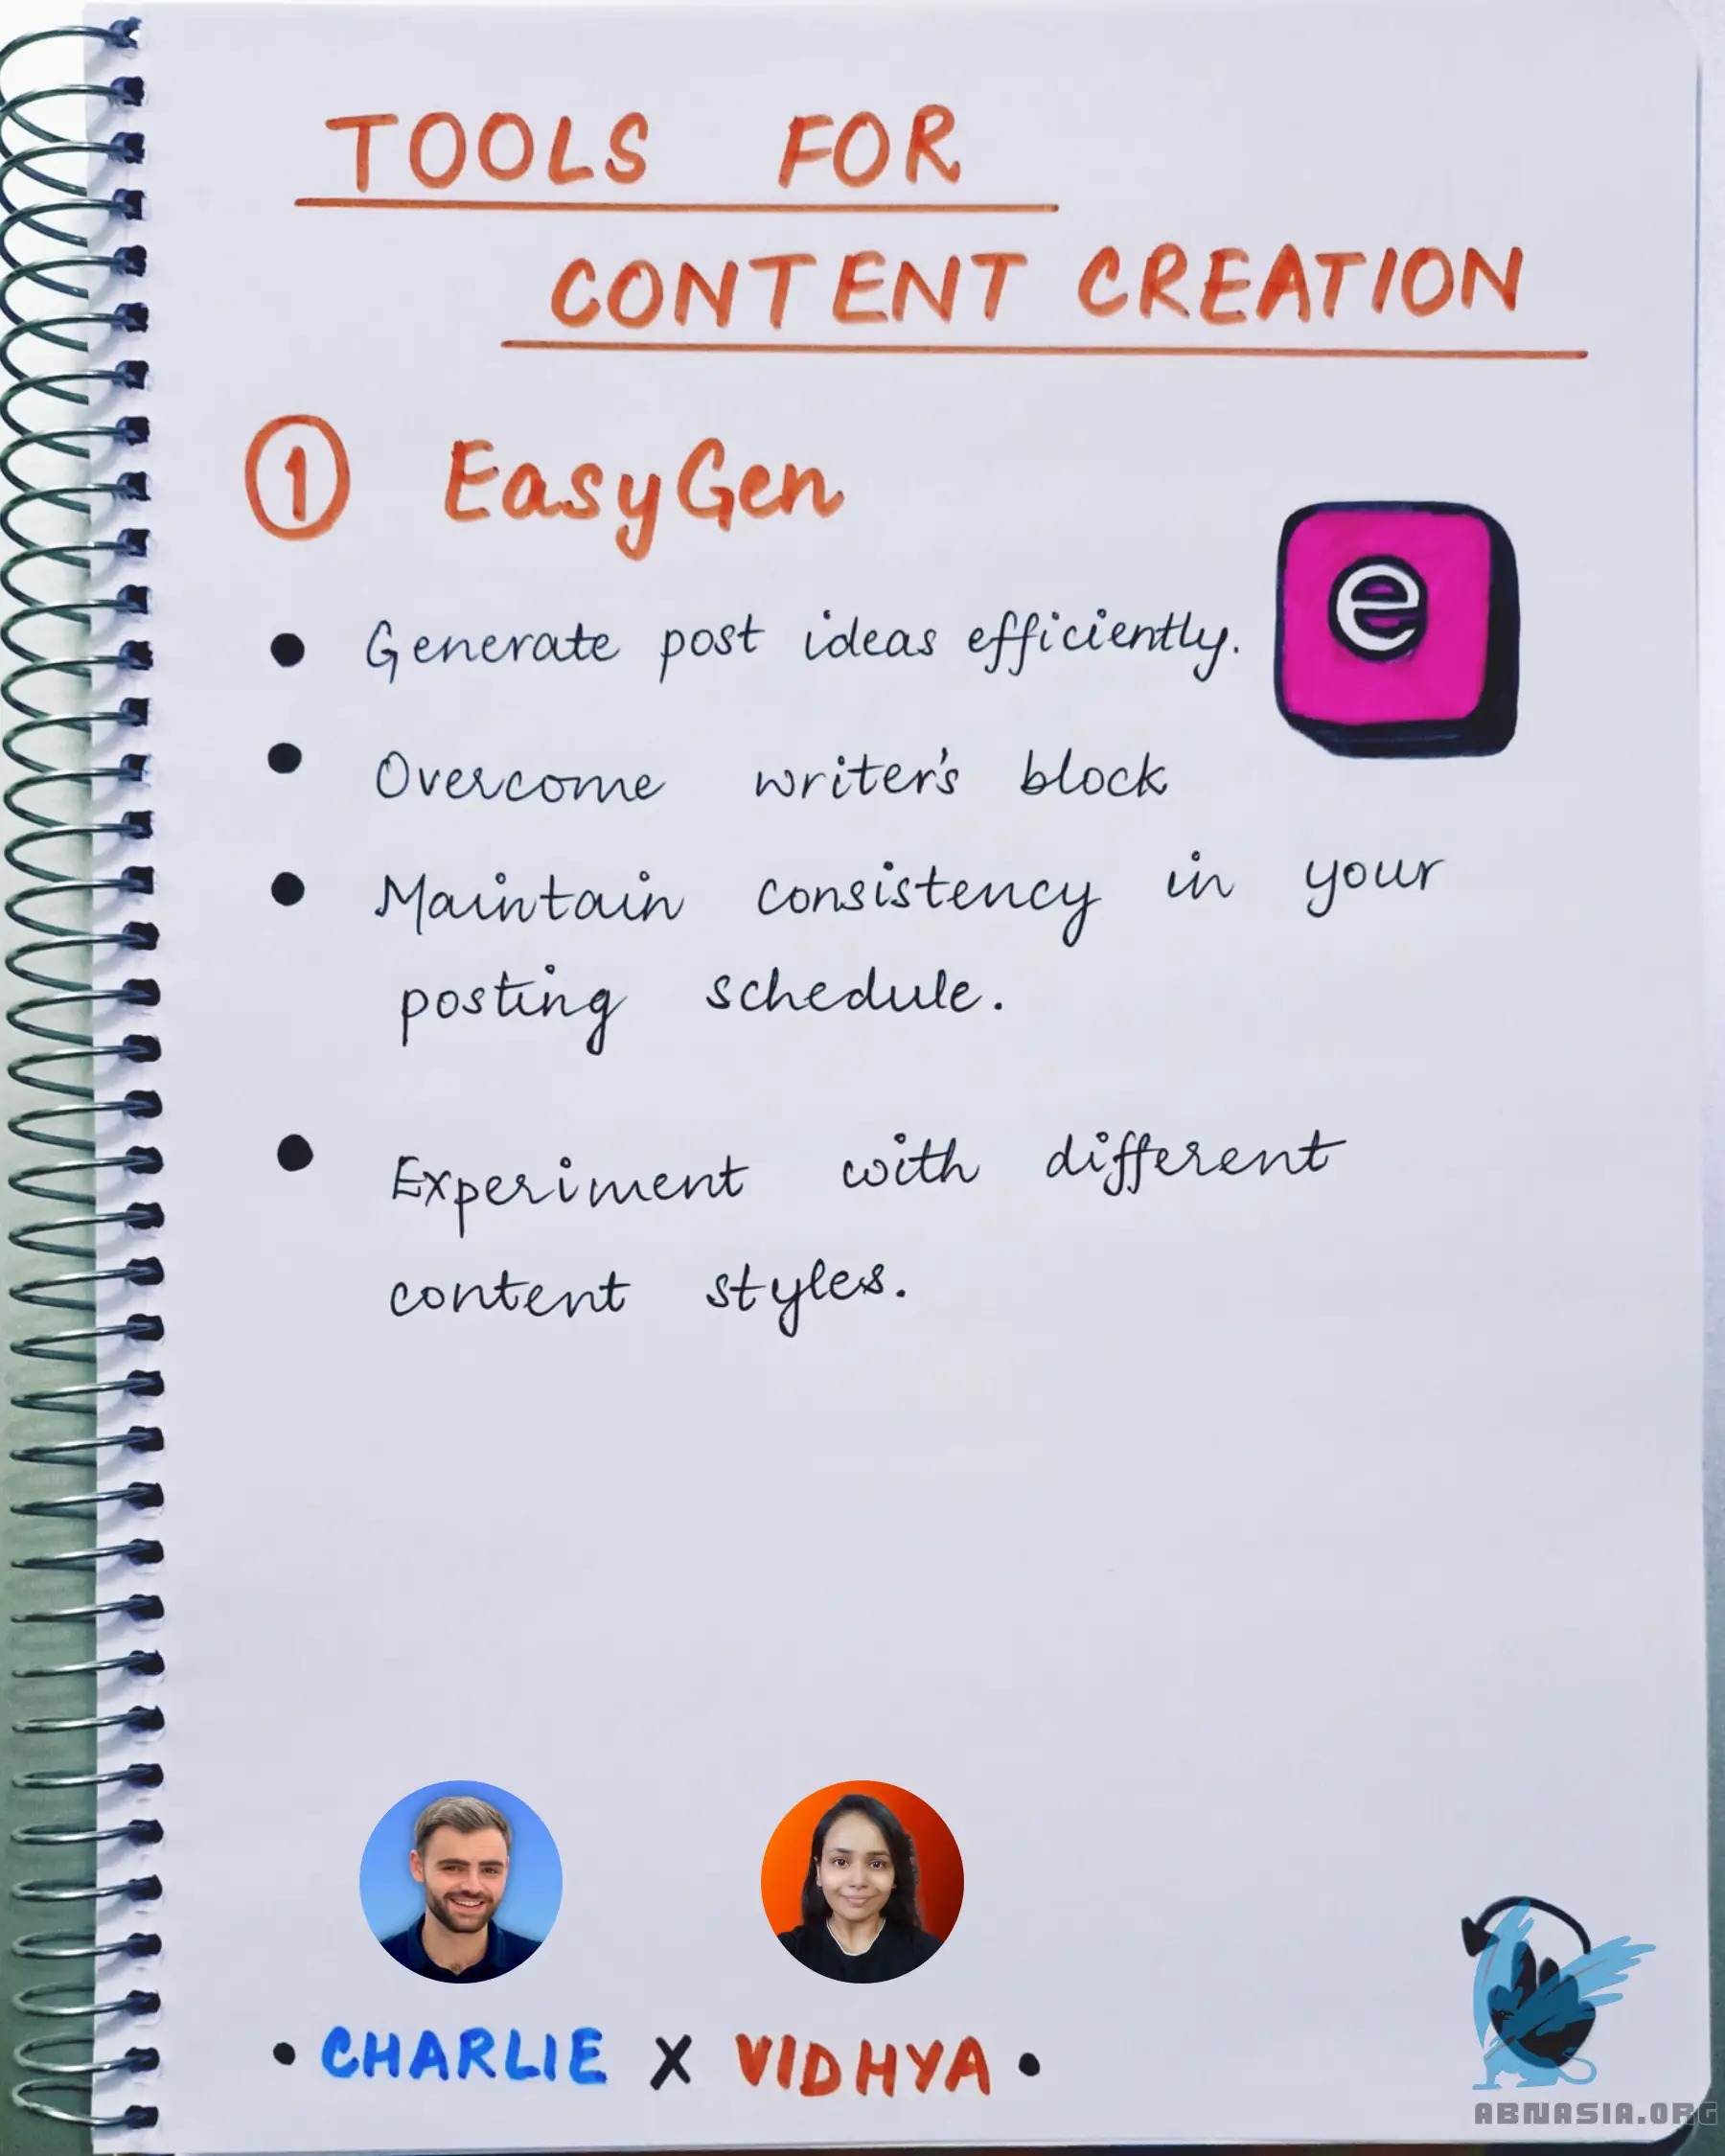 TOOLS FOR
CONTENT CREATION
1 EasyGen
e
● Generate post ideas efficiently.
● Overcome writer's block
● Maintain consistency in your
posting schedule.
● Experiment with different
content styles.
• CHARLIE X VIDHYA •
ABNASIA.ORG